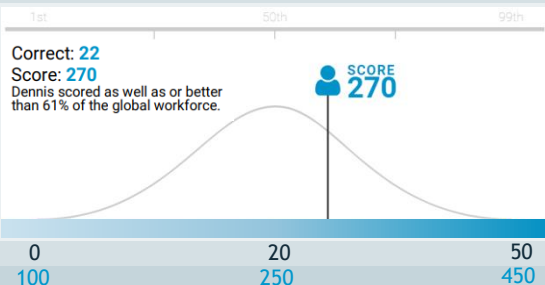 1st 50th 99th
Correct: 22
Score: 270
Dennis scored as well as or better
than 61% of the global workforce.
SCORE
270
0 20 50
100 250 450